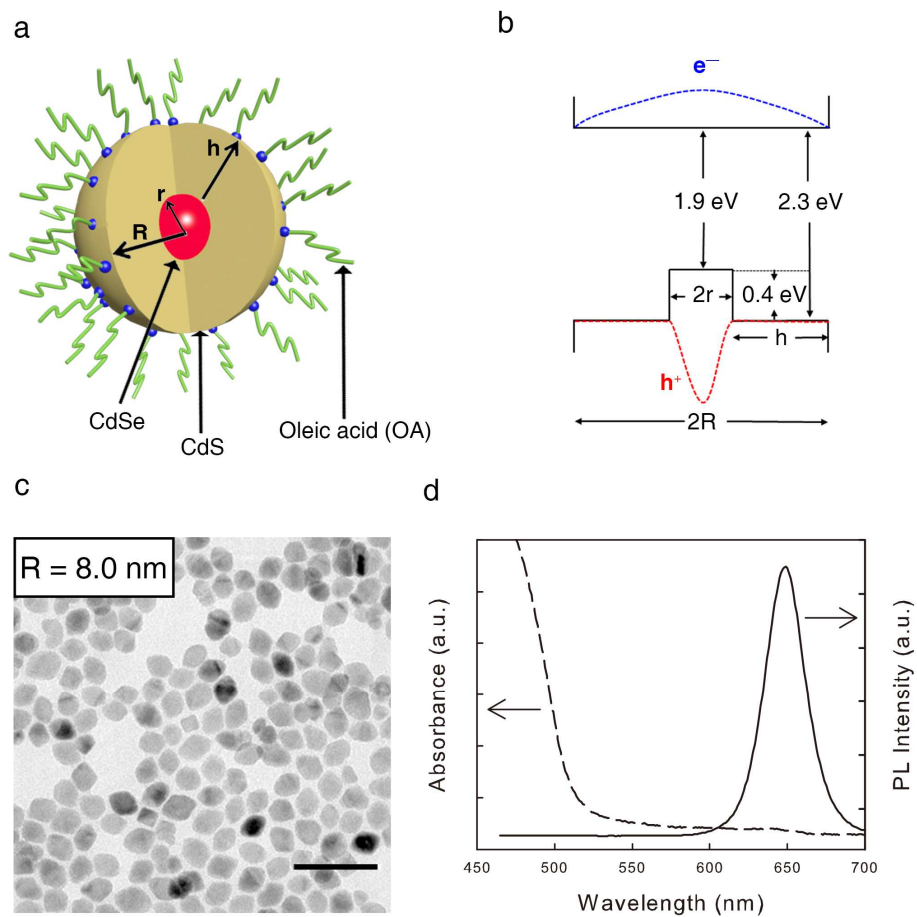 a
h
r
R
CdSe
CdS
Oleic acid (OA)
b
e—
1.9 eV
2.3 eV
2r
0.4 eV
h
h+
2R
c
R = 8.0 nm
d
Absorbance (a.u.)
PL Intensity (a.u.)
450 500 550 600 650 700
Wavelength (nm)